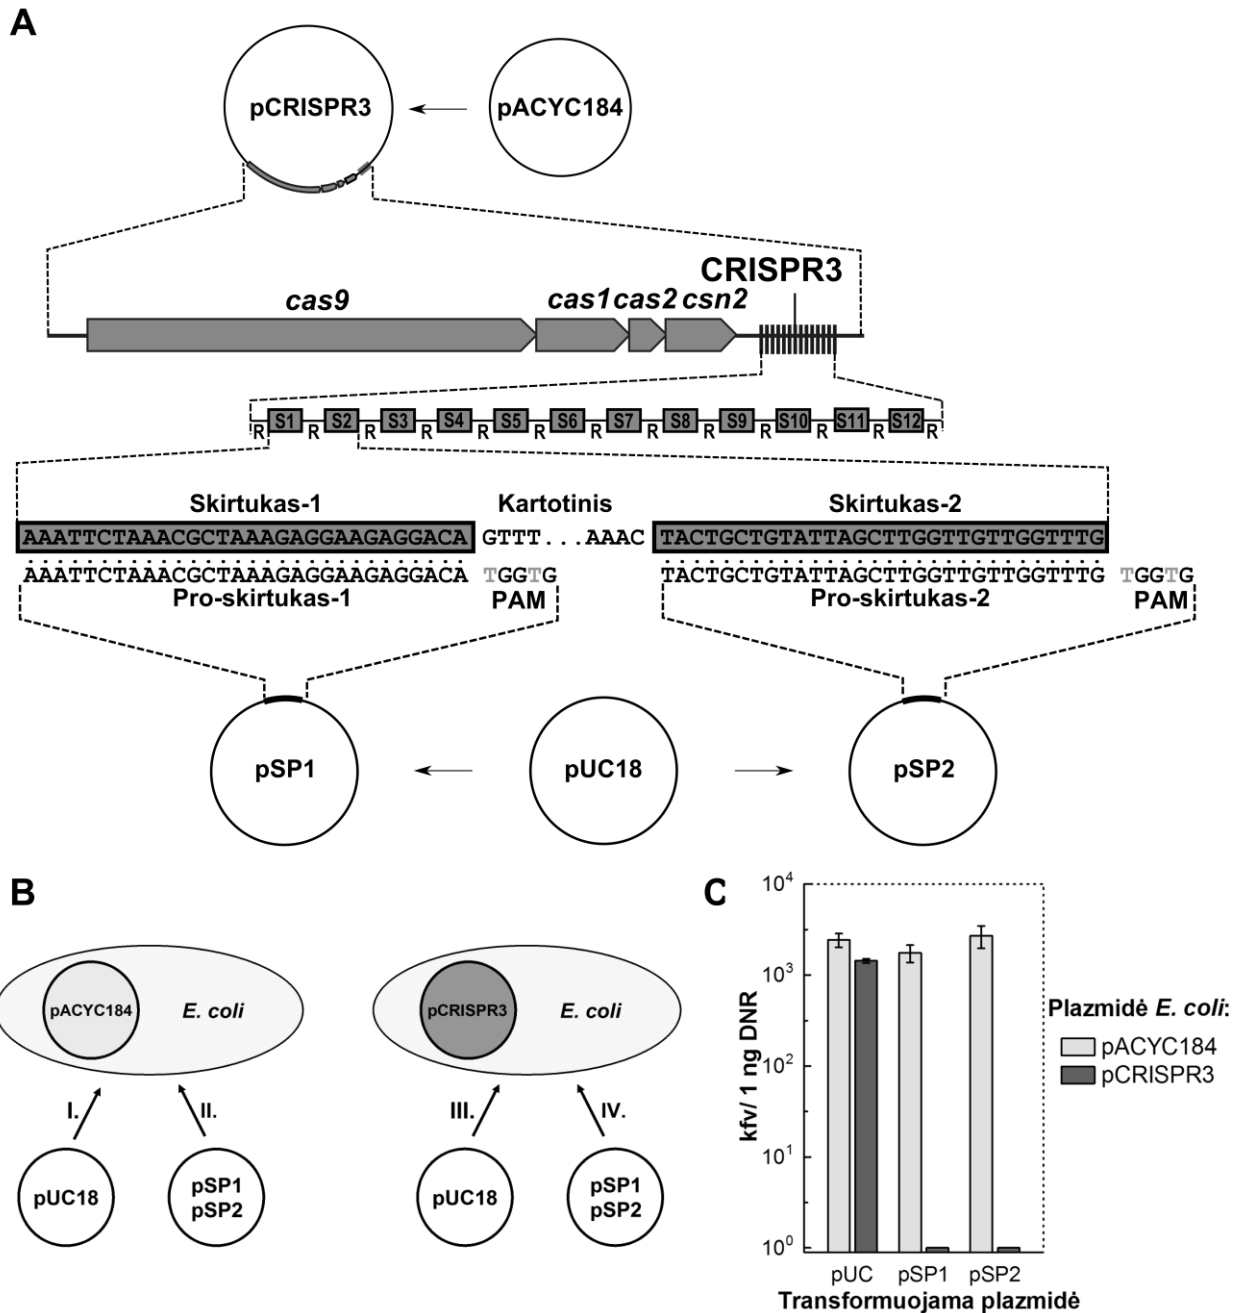 A
pCRISPR3
pACYC184
CRISPR3
cas9
cas1 cas2 csn2
S1 S2 S3 S4 S5 S6 S7 S8 S9 S10 S11 S12
R R R R R R R R R R R R R
Skirtukas-1 Kartotinis Skirtukas-2
AAATTCTAAACGCTAAAGAGGAAGAGGACA GTTT...AAAC TACTGCTGTATTAGCTTGGTTGTTGGTTTG
AAATTCTAAACGCTAAAGAGGAAGAGGACA TGGTG TACTGCTGTATTAGCTTGGTTGTTGGTTTG TGGTG
Pro-skirtukas-1 PAM Pro-skirtukas-2 PAM
pSP1
pUC18
pSP2
B
pACYC184
E. coli
pCRISPR3
E. coli
I.
II.
III.
IV.
pUC18
pSP1
pSP2
pUC18
pSP1
pSP2
C
10⁴
10³
10²
10¹
10⁰
kfv/ 1 ng DNR
pUC pSP1 pSP2
Transformuojama plazmidė
Plazmidė E. coli:
pACYC184
pCRISPR3